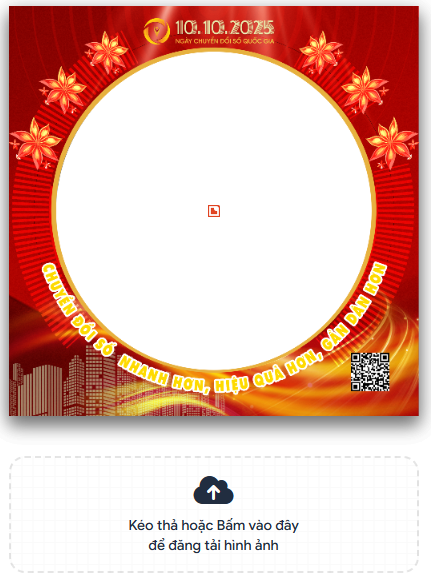 10.10.2025
NGÀY CHUYỂN ĐỔI SỐ QUỐC GIA
CHUYỂN ĐỔI SỐ NHANH HƠN, HIỆU QUẢ HƠN, GẦN DÂN HƠN
Kéo thả hoặc Bấm vào đây
để đăng tải hình ảnh